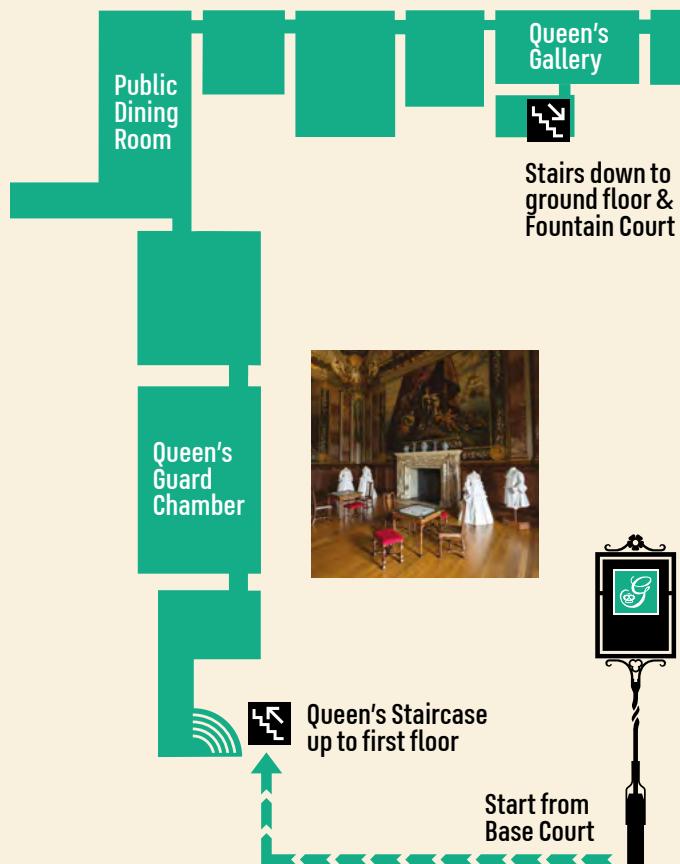 Queen's
Gallery
Public
Dining
Room
Stairs down to
ground floor &
Fountain Court
Queen's
Guard
Chamber
G
Queen's Staircase
up to first floor
Start from
Base Court